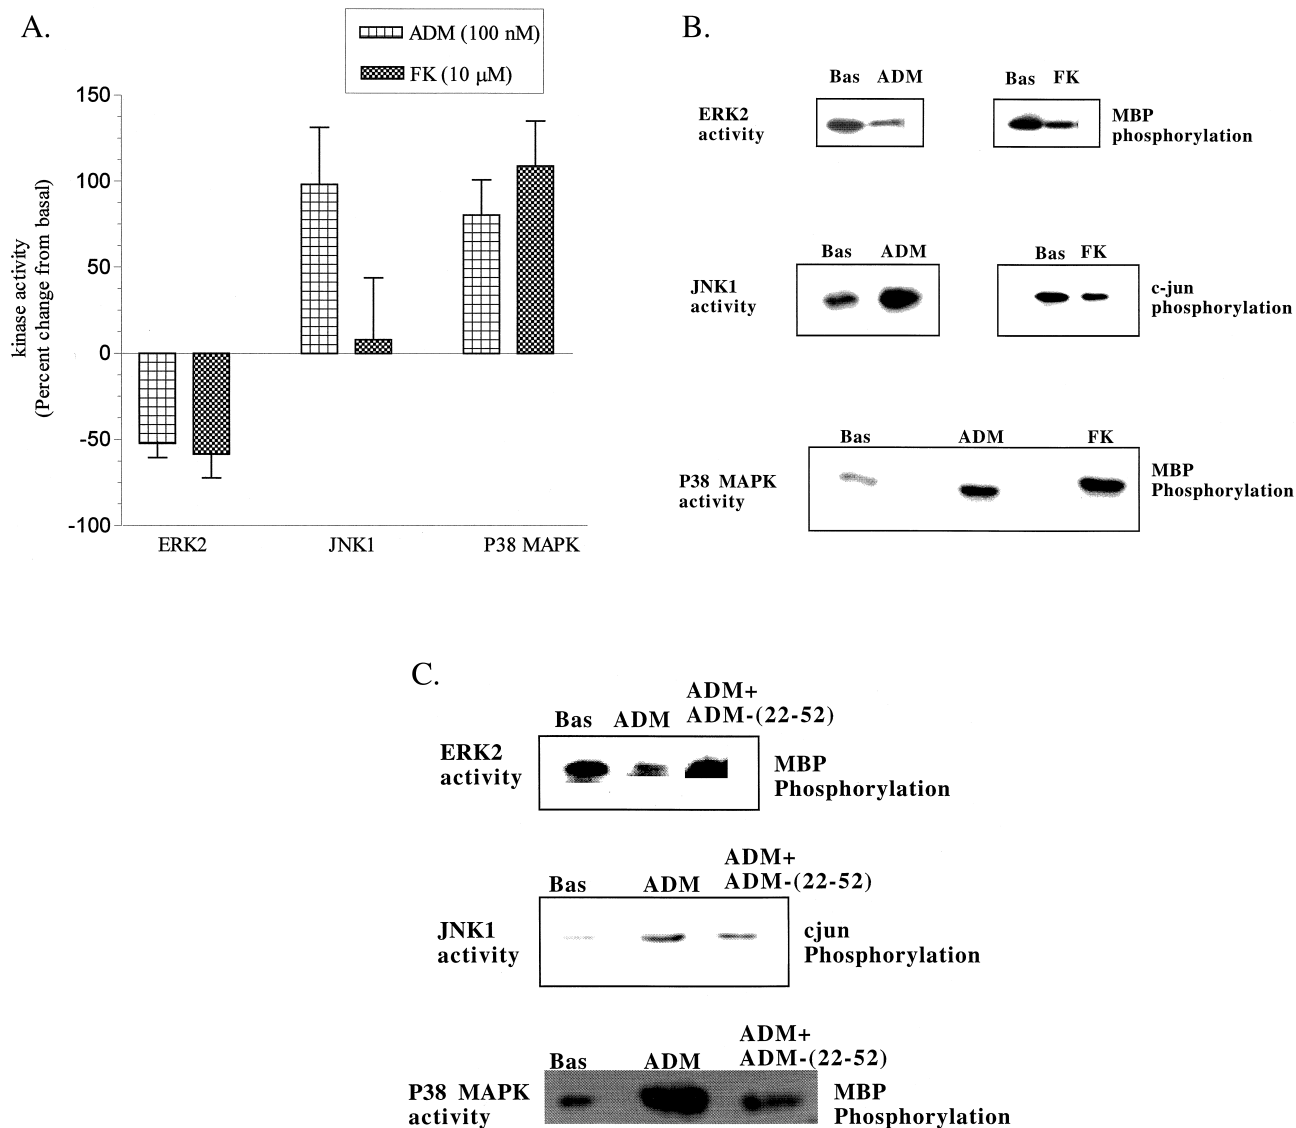 A.
ADM (100 nM)
FK (10 µM)
150
100
50
0
-50
-100
kinase activity
(Percent change from basal)
ERK2 JNK1 P38 MAPK
B.
Bas ADM Bas FK
ERK2
activity
MBP
phosphorylation
Bas ADM Bas FK
JNK1
activity
c-jun
phosphorylation
Bas ADM FK
P38 MAPK
activity
MBP
Phosphorylation
C.
Bas ADM ADM+
ADM-(22-52)
ERK2
activity
MBP
Phosphorylation
Bas ADM ADM+
ADM-(22-52)
JNK1
activity
cjun
Phosphorylation
Bas ADM ADM+
ADM-(22-52)
P38 MAPK
activity
MBP
Phosphorylation